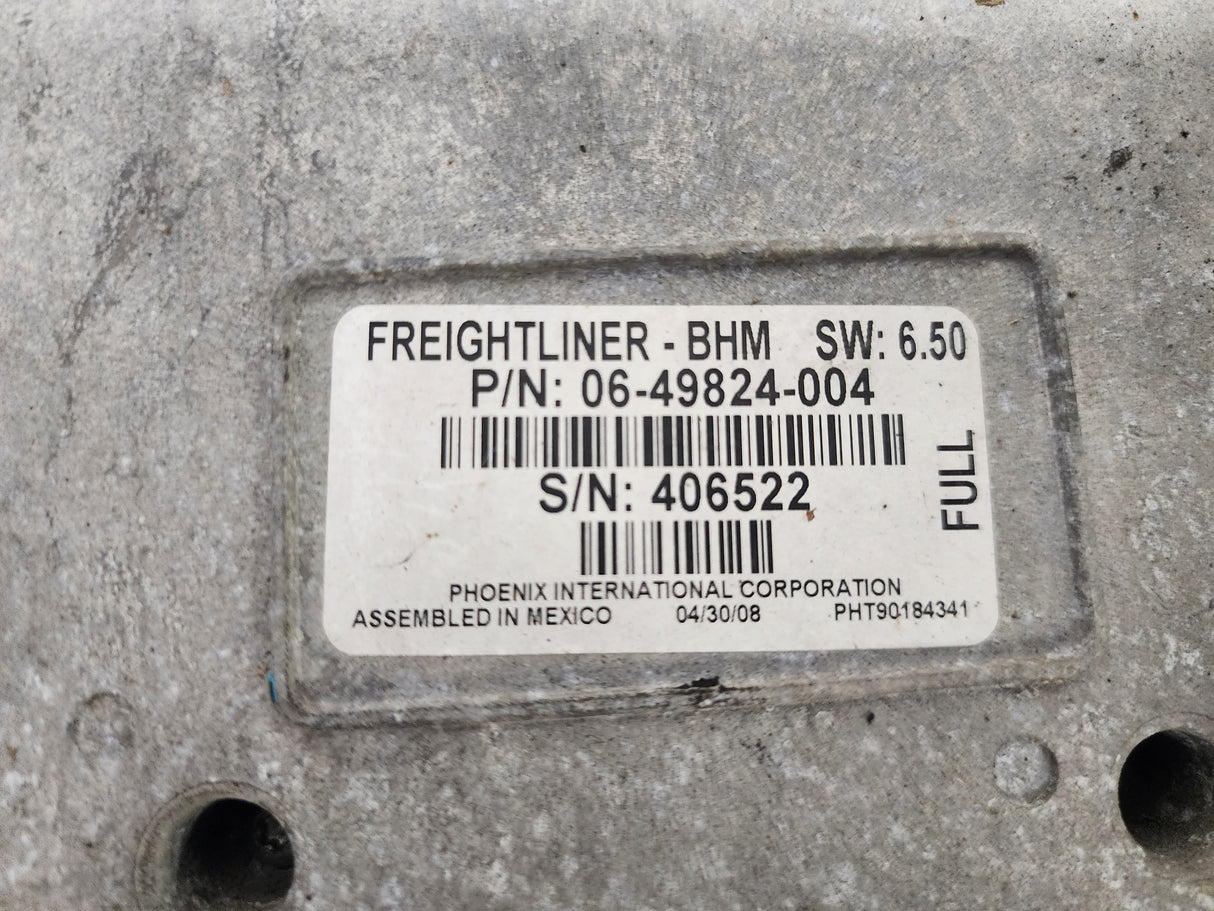 FREIGHTLINER - BHM SW: 6.50
P/N: 06-49824-004
S/N: 406522
FULL
PHOENIX INTERNATIONAL CORPORATION
ASSEMBLED IN MEXICO 04/30/08 PHT90184341